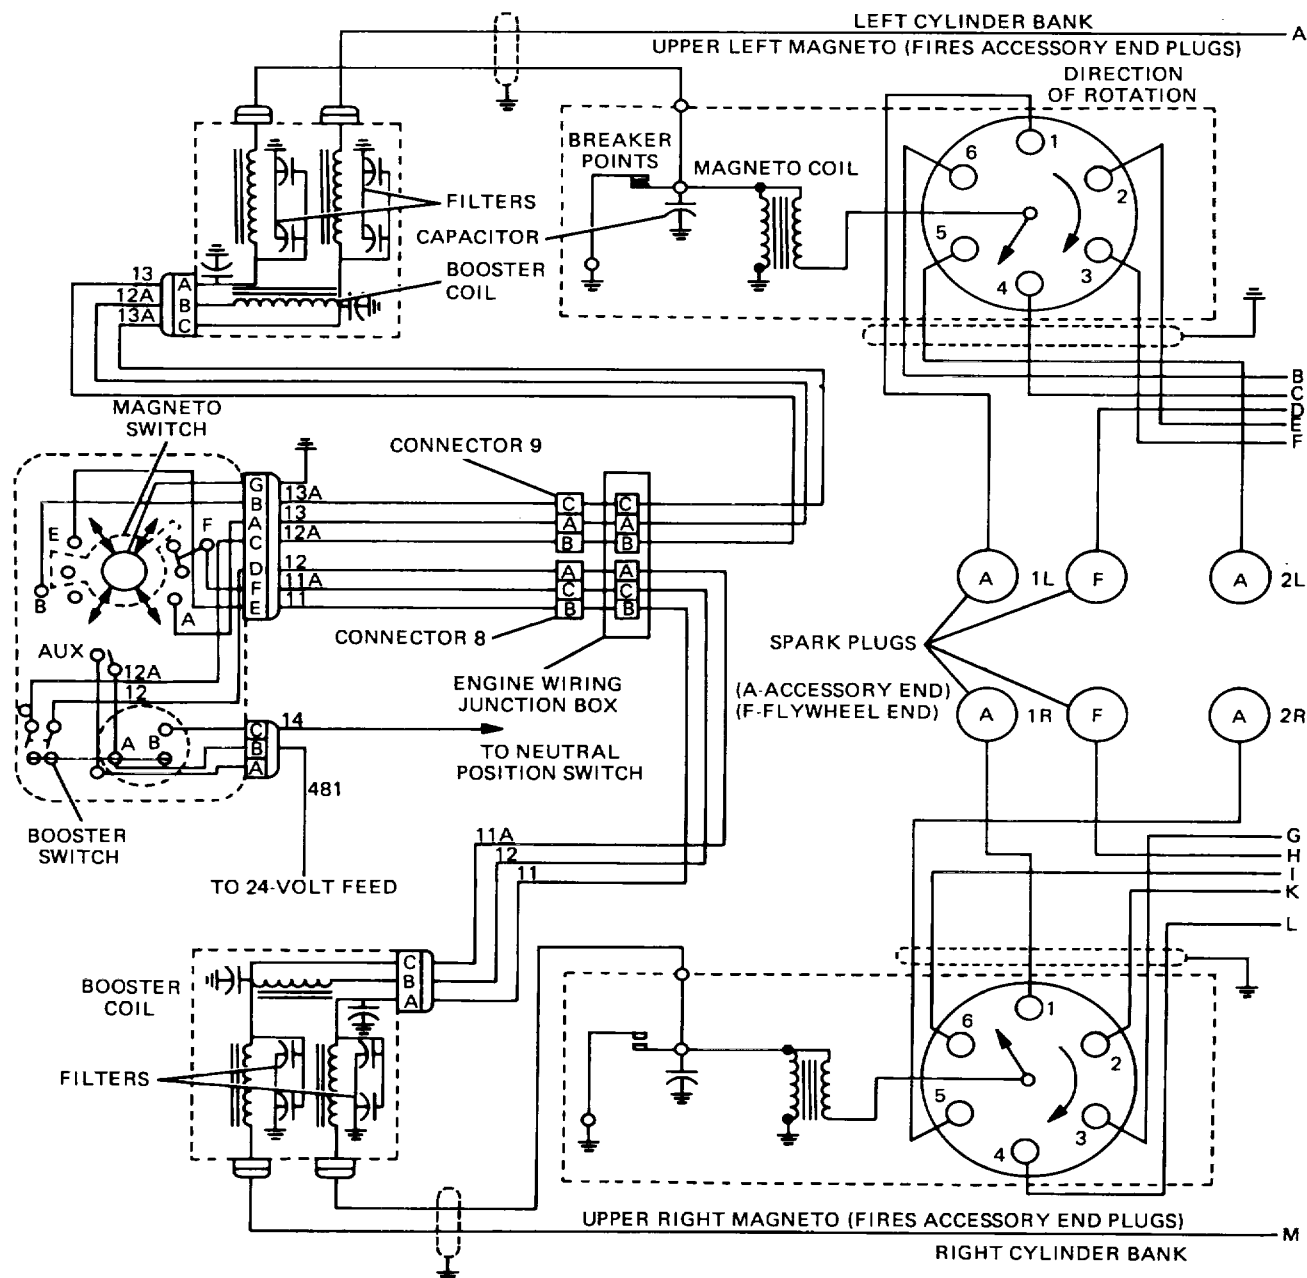 LEFT CYLINDER BANK
A
UPPER LEFT MAGNETO (FIRES ACCESSORY END PLUGS)
DIRECTION
OF ROTATION
BREAKER
POINTS
MAGNETO COIL
1
6
2
5
3
4
FILTERS
CAPACITOR
BOOSTER
COIL
13
12A
13A
A
B
C
B
C
D
E
F
MAGNETO
SWITCH
CONNECTOR 9
G
B
A
C
D
F
E
13A
13
12A
12
11A
11
C
A
B
A
C
B
C
A
B
A
C
B
E
F
B
A
CONNECTOR 8
AUX
12A
12
A
B
C
B
A
14
ENGINE WIRING
JUNCTION BOX
TO NEUTRAL
POSITION SWITCH
481
BOOSTER
SWITCH
TO 24-VOLT FEED
A
1L
F
A
2L
SPARK PLUGS
(A-ACCESSORY END)
(F-FLYWHEEL END)
A
1R
F
A
2R
11A
12
11
G
H
I
K
L
BOOSTER
COIL
C
B
A
FILTERS
1
6
2
5
3
4
UPPER RIGHT MAGNETO (FIRES ACCESSORY END PLUGS)
M
RIGHT CYLINDER BANK